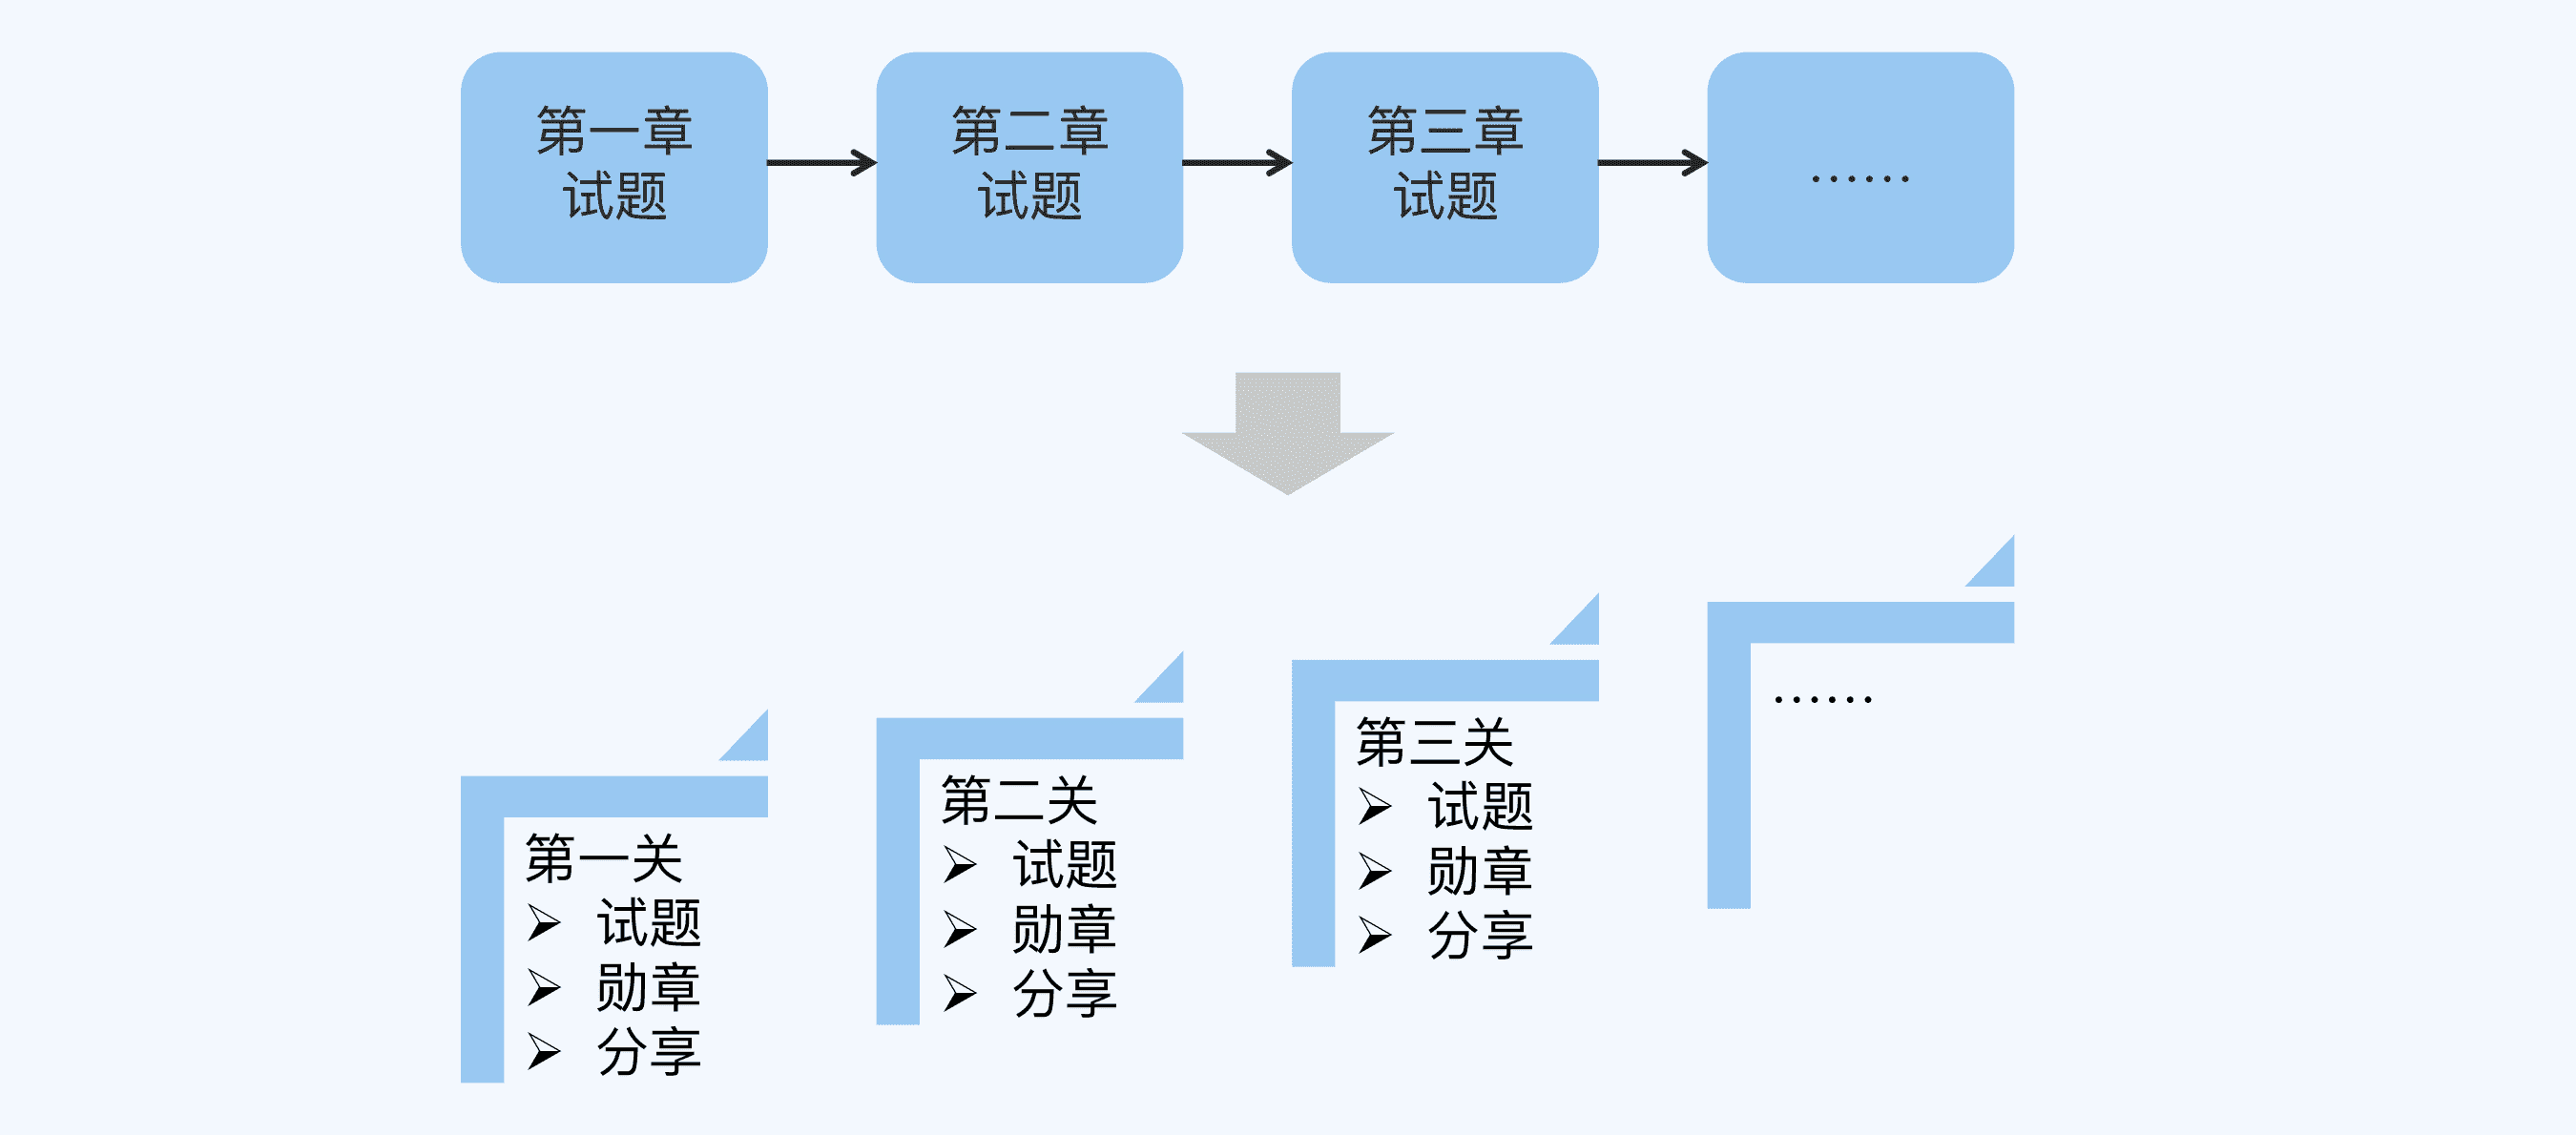 第一章
试题
第二章
试题
第三章
试题
……
第一关
➢ 试题
➢ 勋章
➢ 分享
第二关
➢ 试题
➢ 勋章
➢ 分享
第三关
➢ 试题
➢ 勋章
➢ 分享
……